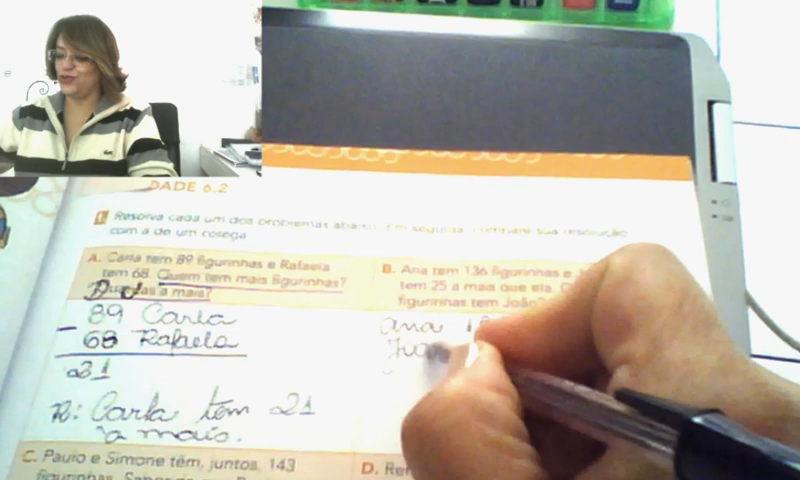 DADE 6.2
Resolva cada um dos problemas abaixo. Em seguida, compare sua resolução
com a de um colega
A. Carla tem 89 figurinhas e Rafaela
tem 68. Quem tem mais figurinhas?
Quantas a mais?
D U
89 Carla
- 68 Rafaela
21
R: Carla tem 21
a mais.
B. Ana tem 136 figurinhas e
tem 25 a mais que ela.
figurinhas tem João?
Ana
C. Paulo e Simone têm, juntos, 143
figurinhas.
D.